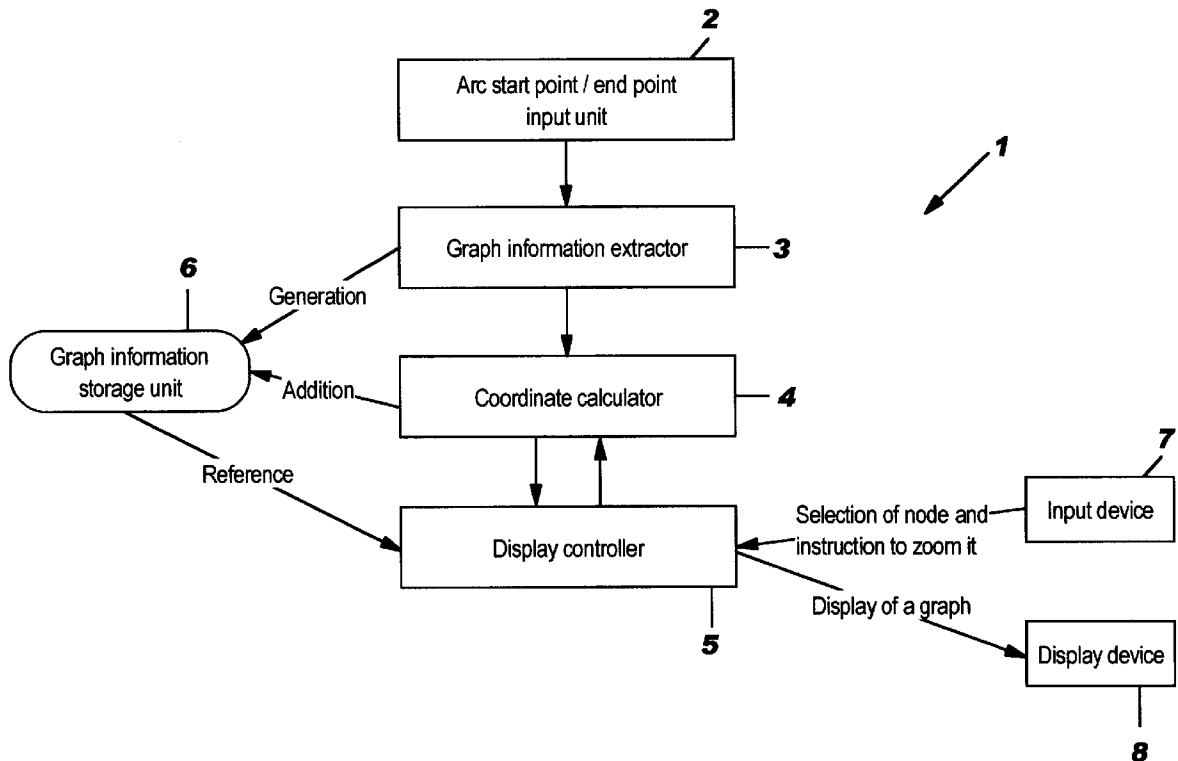 2
Arc start point / end point
input unit
1
Graph information extractor
3
6
Generation
Graph information
storage unit
Addition
Coordinate calculator
4
7
Reference
Selection of node and
instruction to zoom it
Input device
Display controller
Display of a graph
5
Display device
8